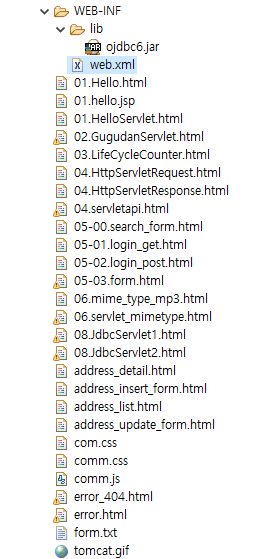 WEB-INF
lib
ojdbc6.jar
web.xml
01.Hello.html
01.hello.jsp
01.HelloServlet.html
02.GugudanServlet.html
03.LifeCycleCounter.html
04.HttpServletRequest.html
04.HttpServletResponse.html
04.servletapi.html
05-00.search_form.html
05-01.login_get.html
05-02.login_post.html
05-03.form.html
06.mime_type_mp3.html
06.servlet_mimetype.html
08.JdbcServlet1.html
08.JdbcServlet2.html
address_detail.html
address_insert_form.html
address_list.html
address_update_form.html
com.css
comm.css
comm.js
error_404.html
error.html
form.txt
tomcat.gif